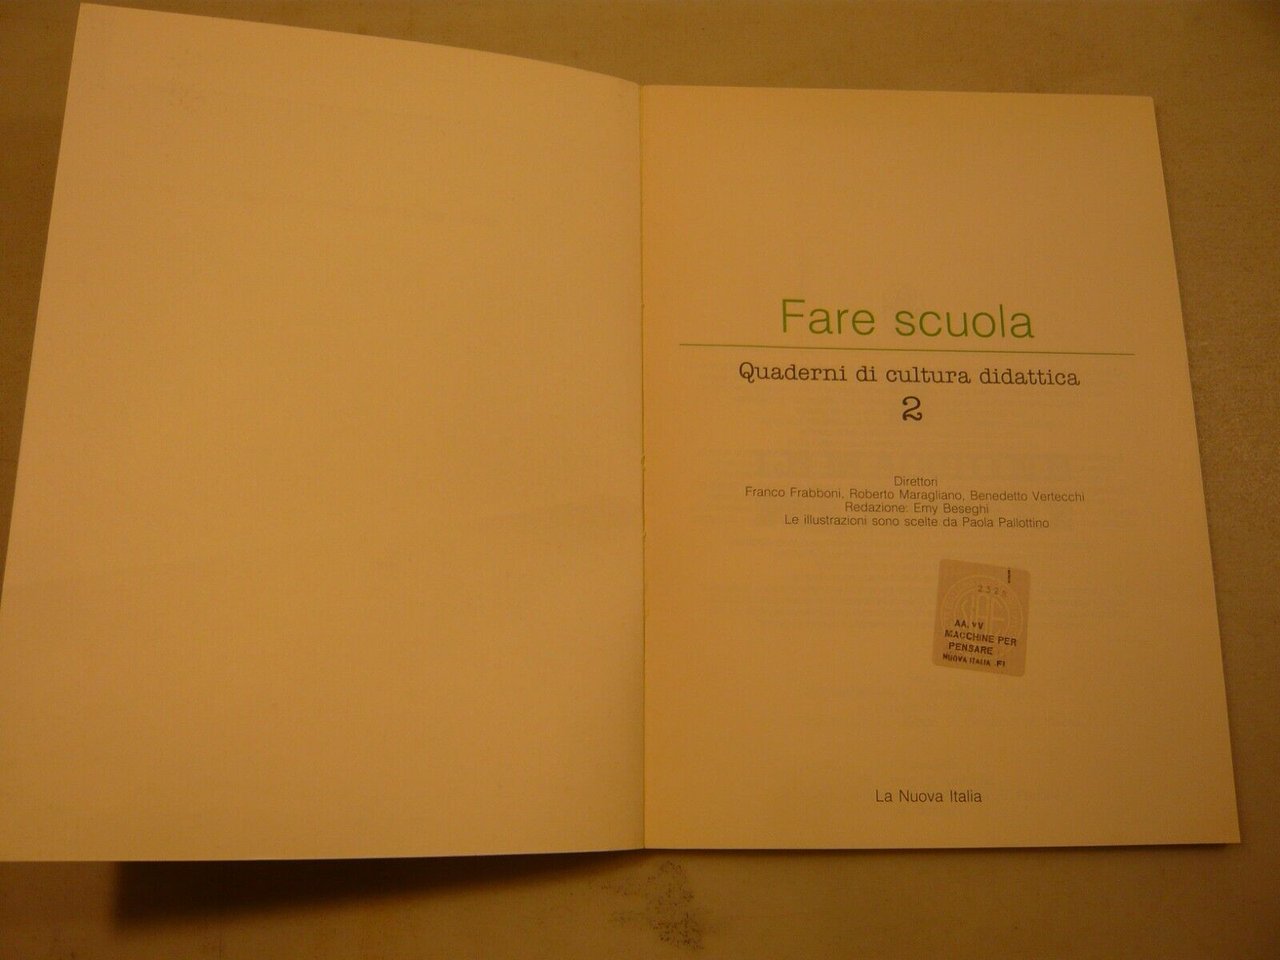 Fare scuola
Quaderni di cultura didattica
2
Direttori
Franco Frabboni, Roberto Maragliano, Benedetto Vertecchi
Redazione: Emy Beseghi
Le illustrazioni sono scelte da Paola Pallottino
AA. VV
MACCHINE PER
PENSARE
NUOVA ITALIA .FI
La Nuova Italia